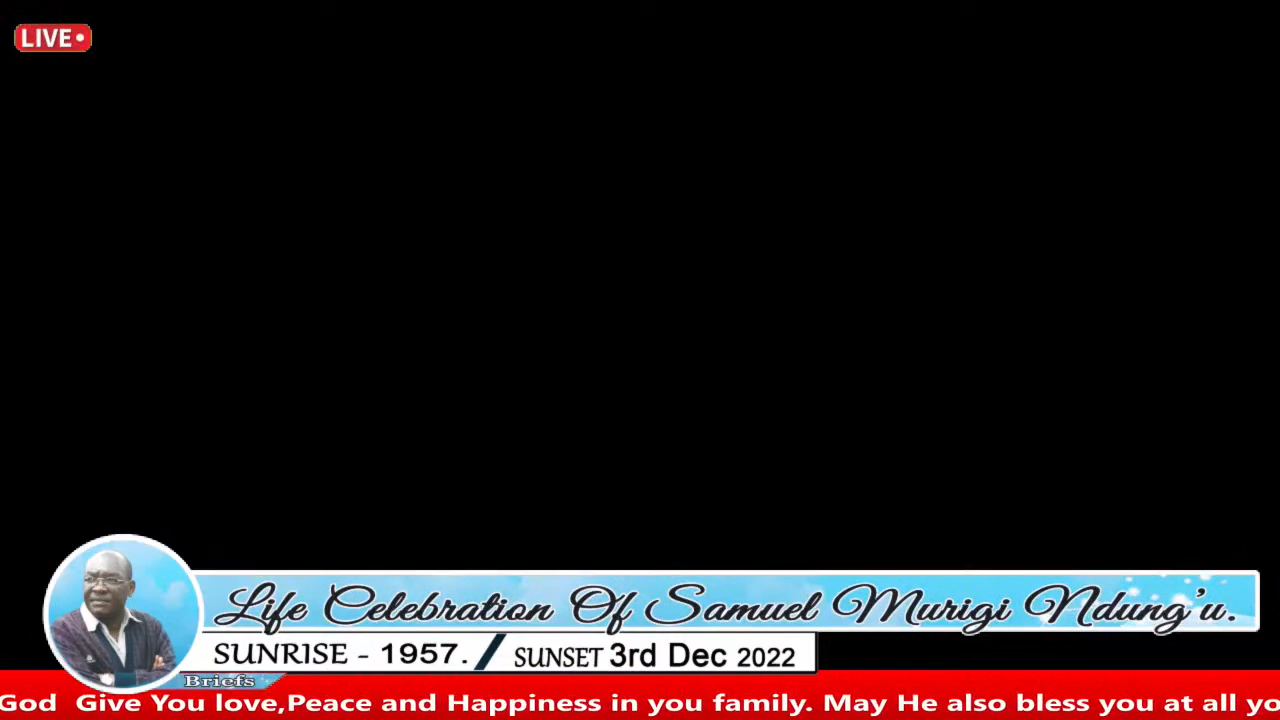 LIVE
Life Celebration Of Samuel Murigi Ndung'u.
SUNRISE - 1957. / SUNSET 3rd Dec 2022
Briefs
God Give You love,Peace and Happiness in you family. May He also bless you at all yo